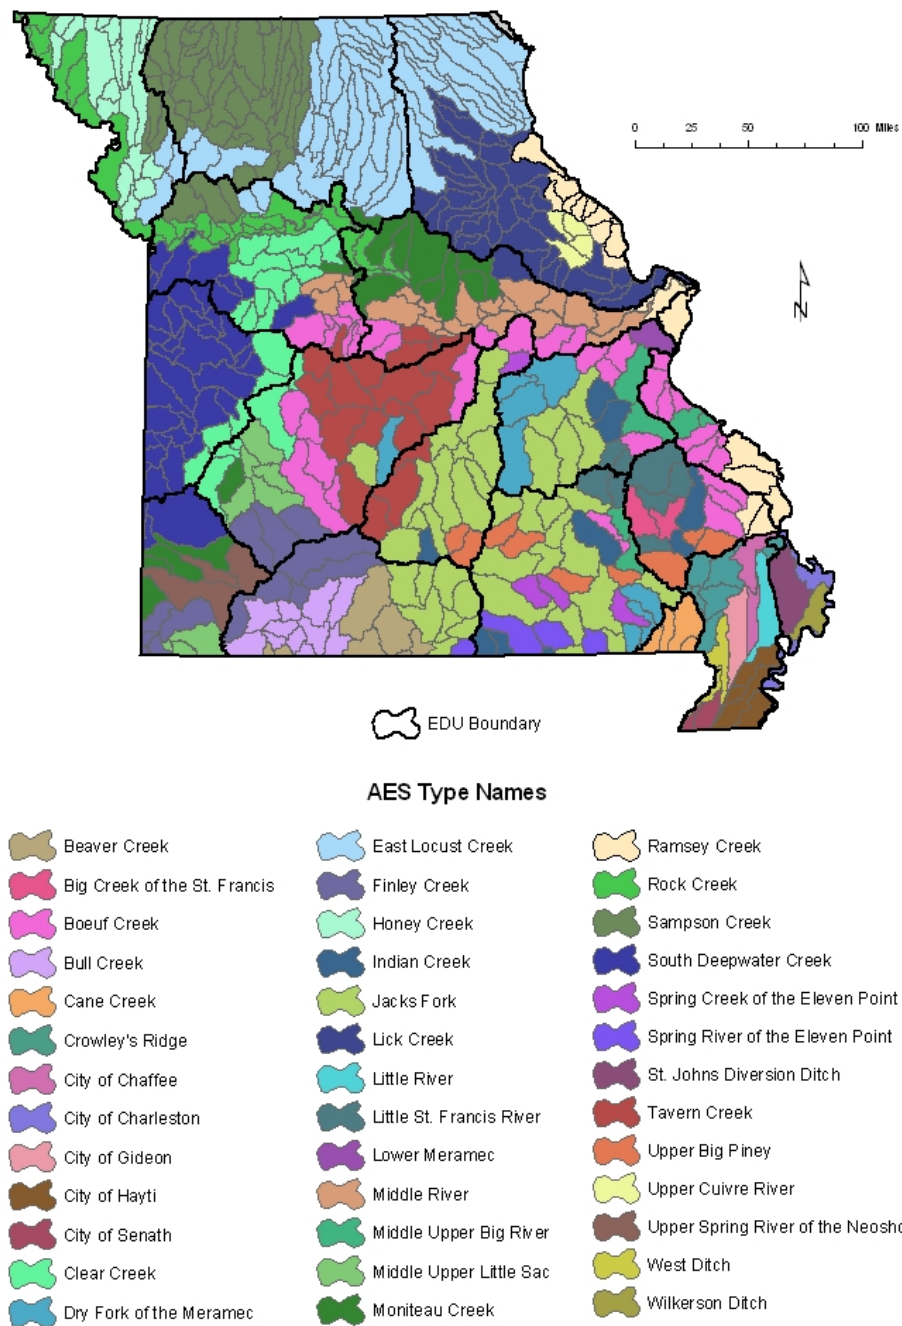 0 25 50 100 Miles
N
EDU Boundary
AES Type Names
Beaver Creek
Big Creek of the St. Francis
Boeuf Creek
Bull Creek
Cane Creek
Crowley's Ridge
City of Chaffee
City of Charleston
City of Gideon
City of Hayti
City of Senath
Clear Creek
Dry Fork of the Meramec
East Locust Creek
Finley Creek
Honey Creek
Indian Creek
Jacks Fork
Lick Creek
Little River
Little St. Francis River
Lower Meramec
Middle River
Middle Upper Big River
Middle Upper Little Sac
Moniteau Creek
Ramsey Creek
Rock Creek
Sampson Creek
South Deepwater Creek
Spring Creek of the Eleven Point
Spring River of the Eleven Point
St. Johns Diversion Ditch
Tavern Creek
Upper Big Piney
Upper Cuivre River
Upper Spring River of the Neosho
West Ditch
Wilkerson Ditch